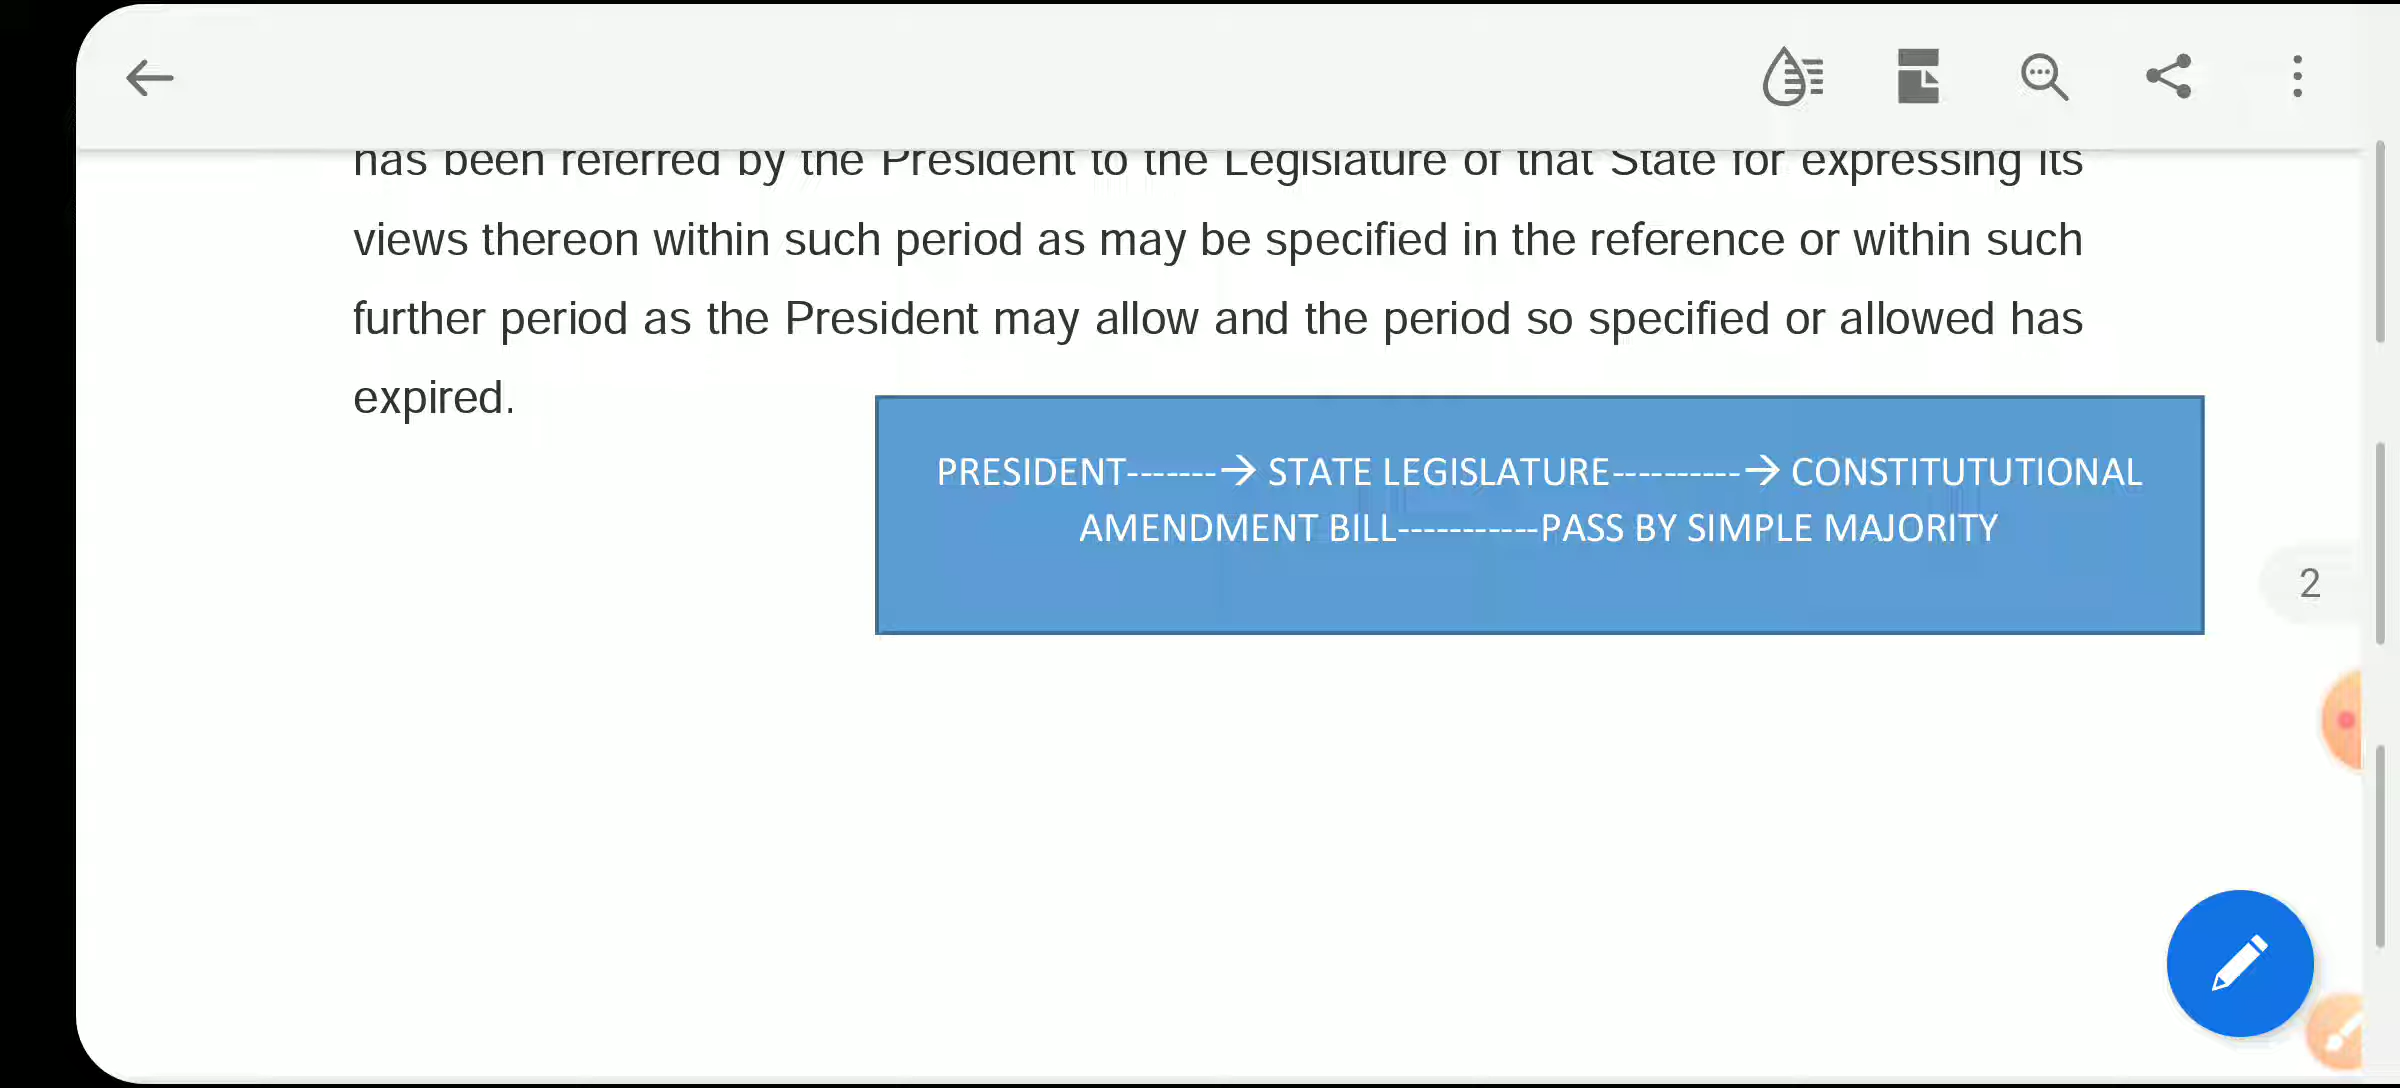 has been referred by the President to the Legislature of that State for expressing its
views thereon within such period as may be specified in the reference or within such
further period as the President may allow and the period so specified or allowed has
expired.
PRESIDENT-------→ STATE LEGISLATURE----------→ CONSTITUTUTIONAL
AMENDMENT BILL-----------PASS BY SIMPLE MAJORITY
2